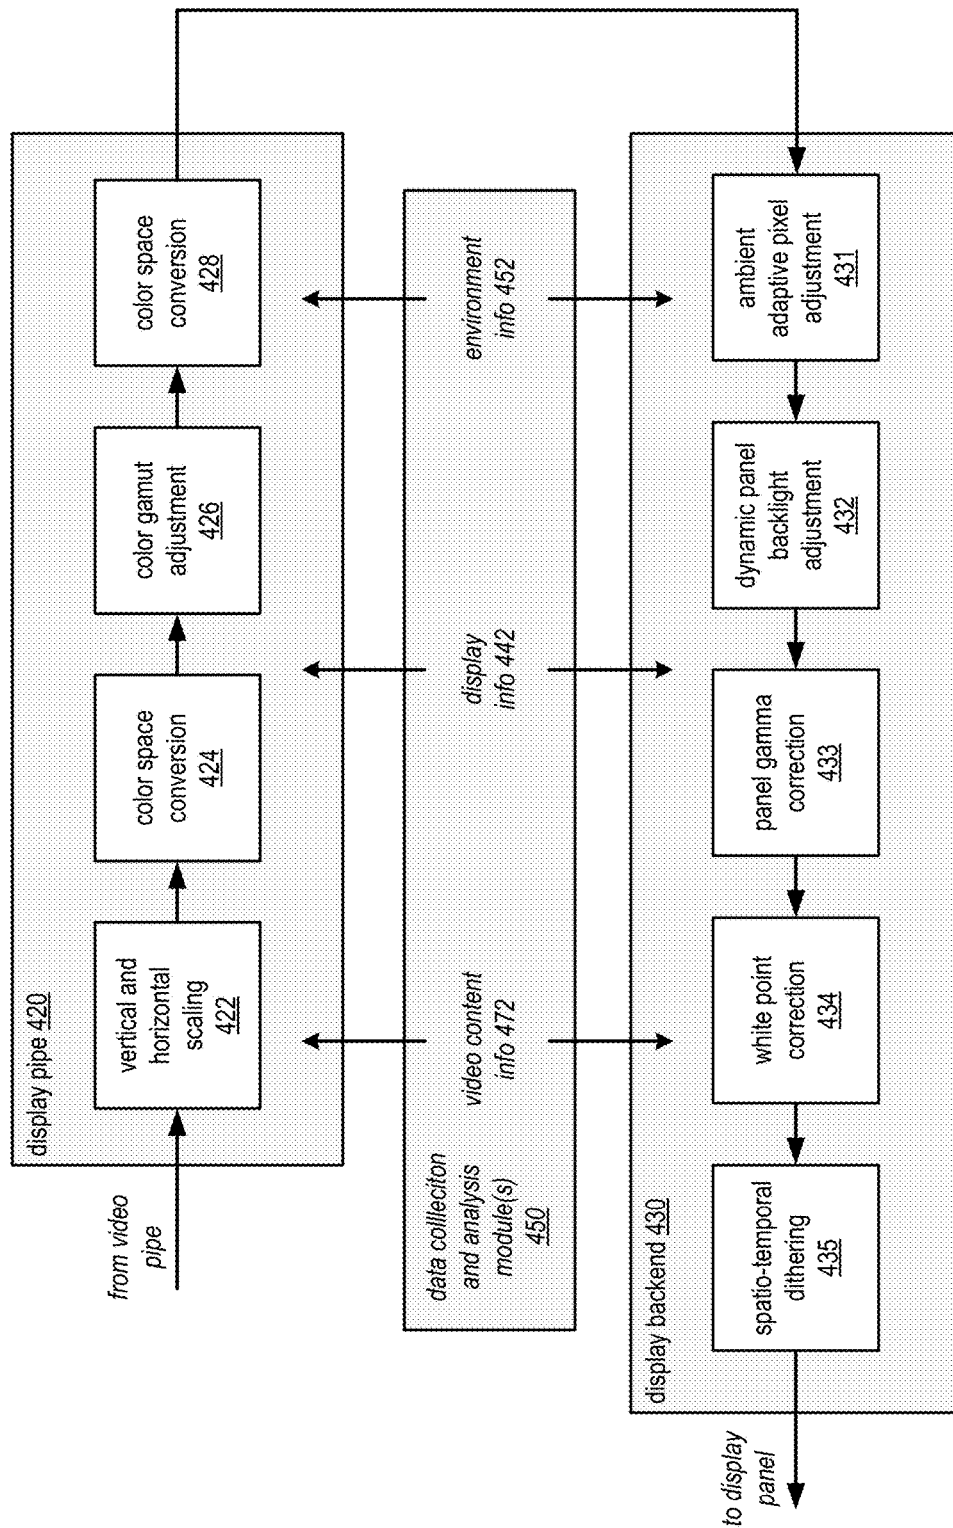 from video
pipe
display pipe 420
vertical and
horizontal
scaling
422
color space
conversion
424
color gamut
adjustment
426
color space
conversion
428
data collleciton
and analysis
module(s)
450
video content
info 472
display
info 442
environment
info 452
display backend 430
ambient
adaptive pixel
adjustment
431
dynamic panel
backlight
adjustment
432
panel gamma
correction
433
white point
correction
434
spatio-temporal
dithering
435
to display
panel